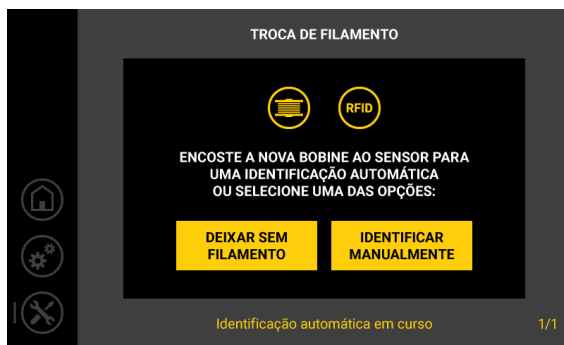 TROCA DE FILAMENTO
RFID
ENCOSTE A NOVA BOBINE AO SENSOR PARA
UMA IDENTIFICAÇÃO AUTOMÁTICA
OU SELECIONE UMA DAS OPÇÕES:
DEIXAR SEM
FILAMENTO
IDENTIFICAR
MANUALMENTE
Identificação automática em curso
1/1